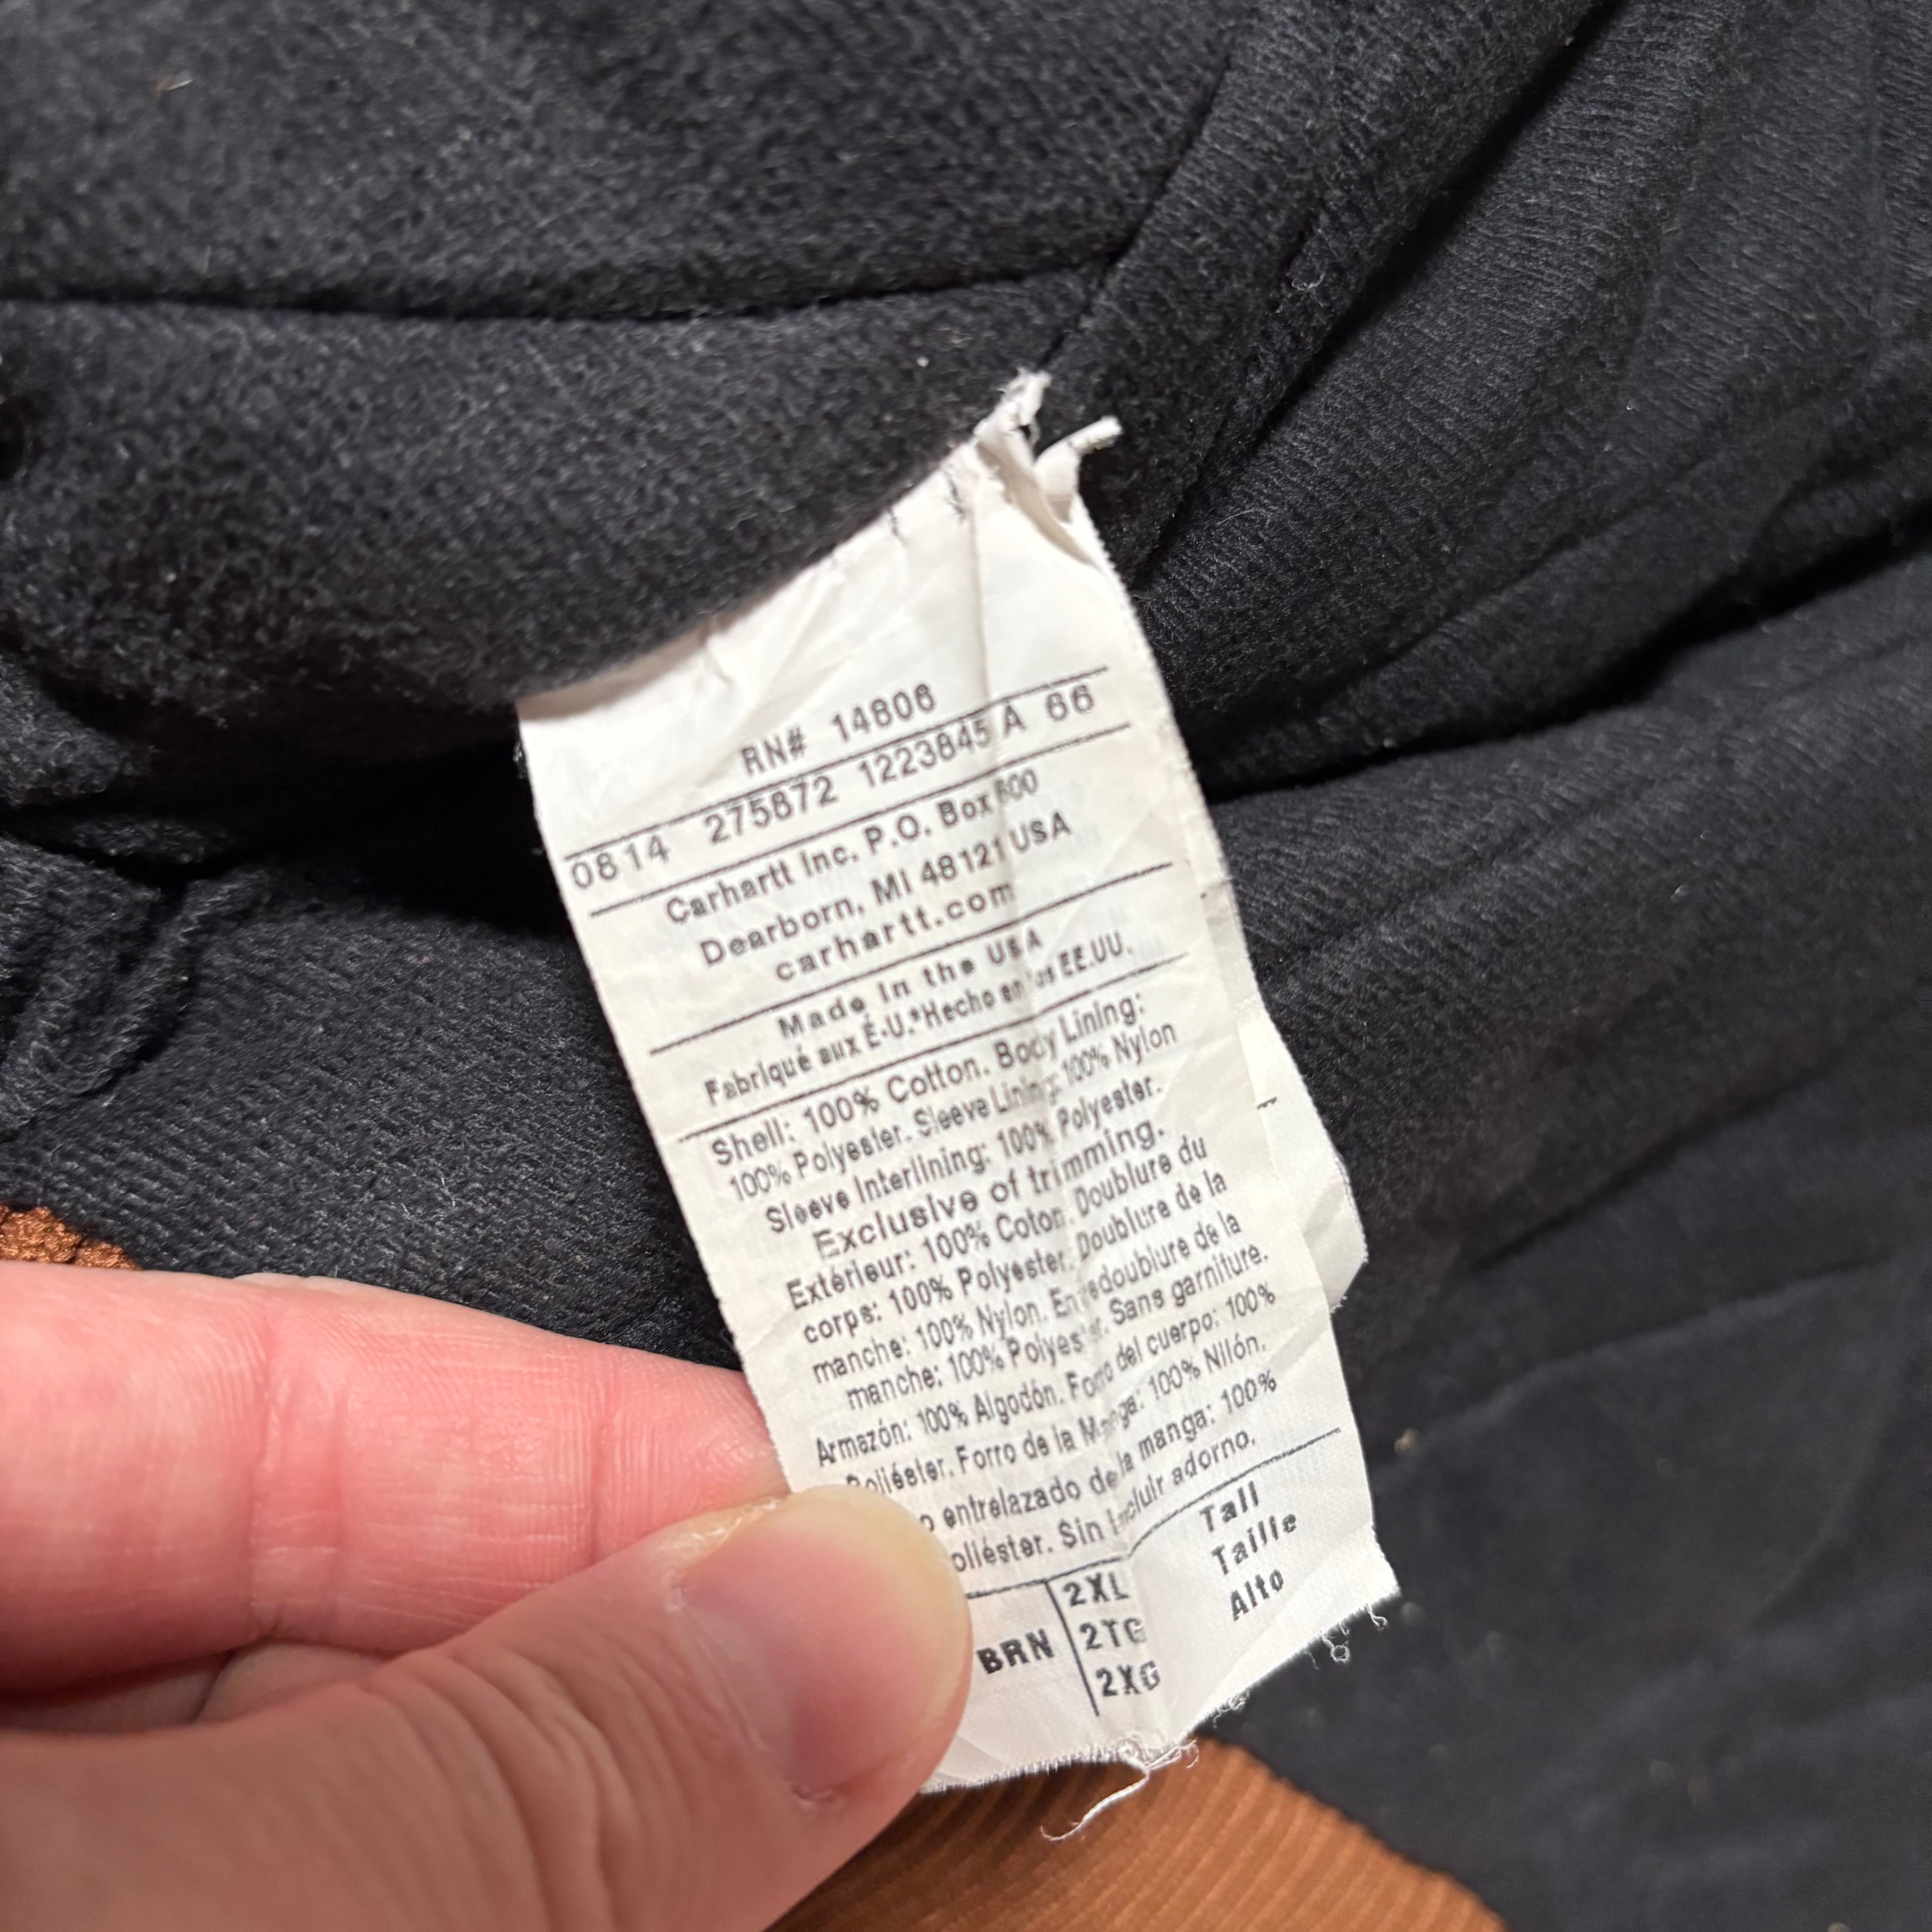 RN# 14806
0814 275872 1223845 A 66
Carhartt Inc. P.O. Box 600
Dearborn, MI 48121 USA
carhartt.com
Made in the USA
Fabriqué aux É.-U.*Hecho en los EE.UU.
Shell: 100% Cotton. Body Lining:
100% Polyester. Sleeve Lining: 100% Nylon
Sleeve Interlining: 100% Polyester.
Exclusive of trimming.
Extérieur: 100% Coton. Doublure du
corps: 100% Polyester. Doublure de la
manche: 100% Nylon. Entredoublure de la
manche: 100% Polyester. Sans garniture.
Armazón: 100% Algodón. Forro del cuerpo: 100%
Poliéster. Forro de la Manga: 100% Nilón.
entrelazado de la manga: 100%
oliéster. Sin Incluir adorno.
BRN
2XL
2TG
2XG
Tall
Taille
Alto